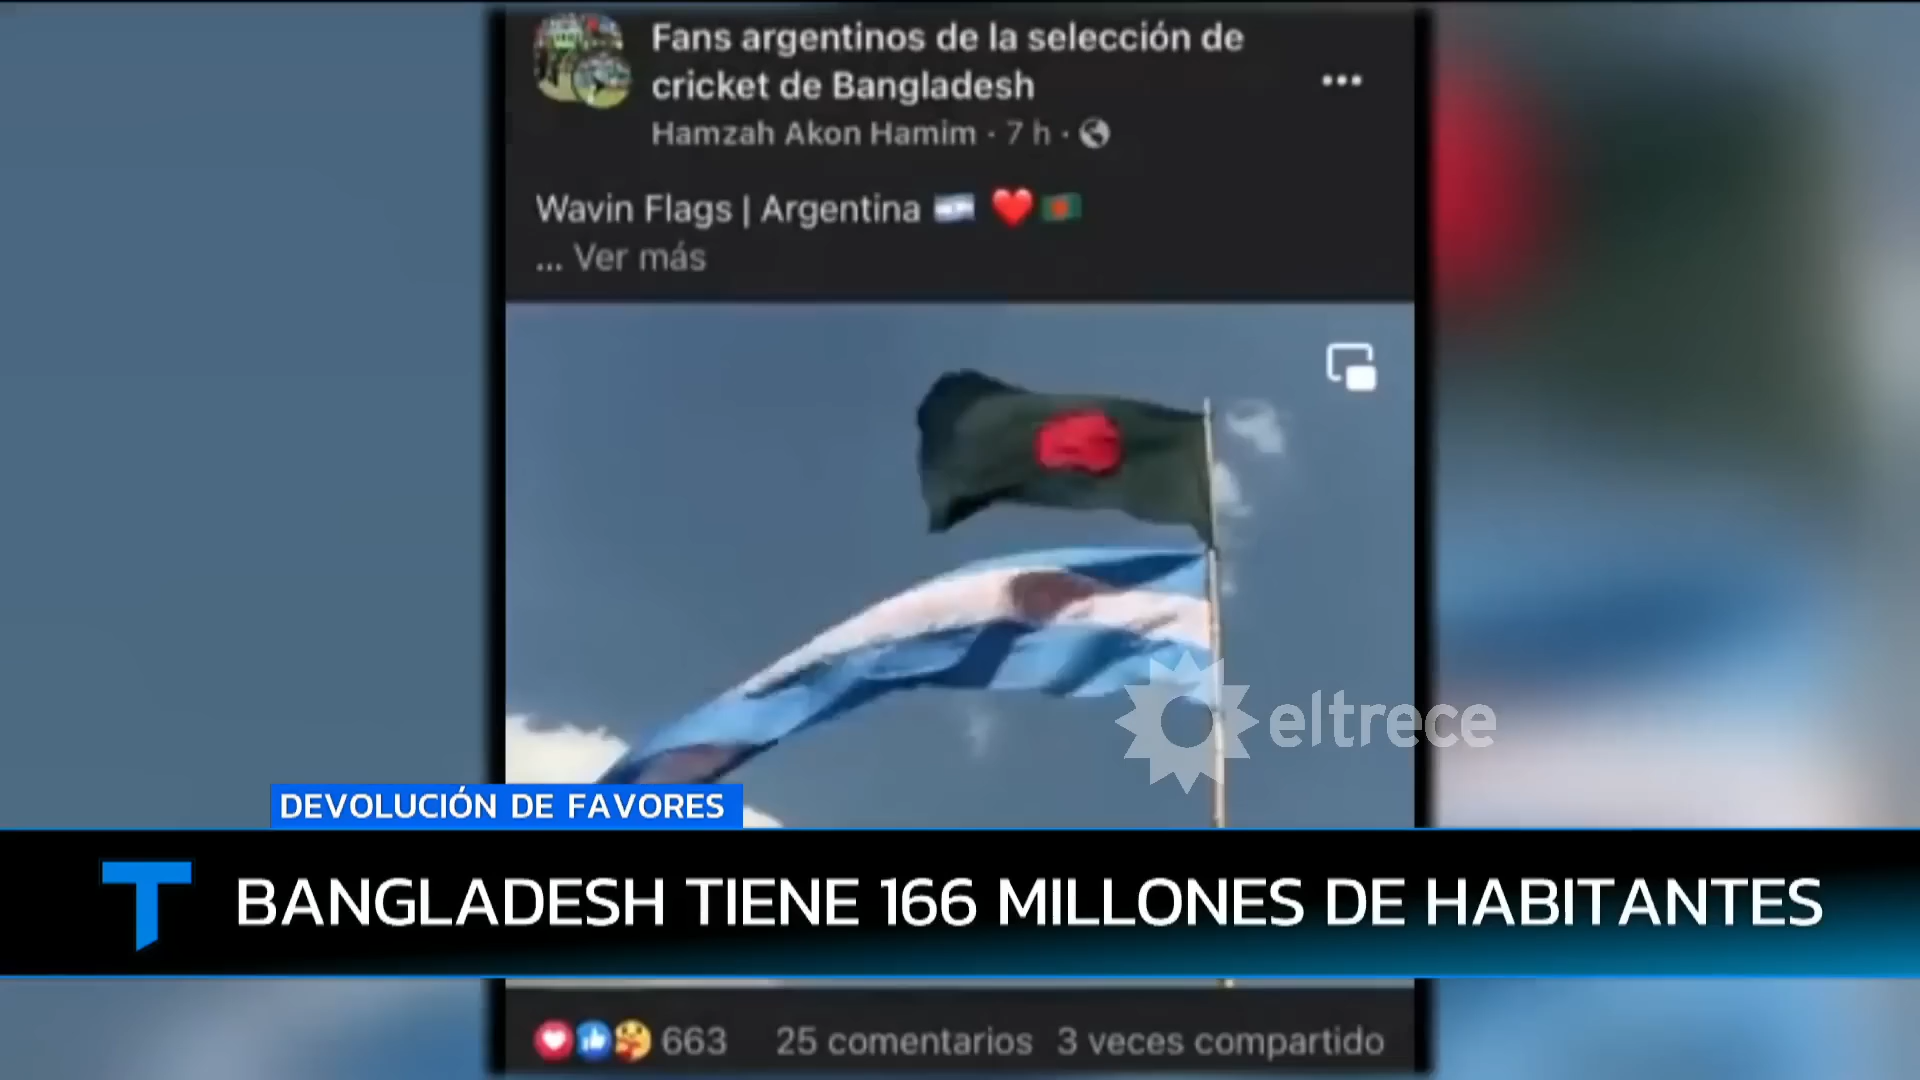 Fans argentinos de la selección de
cricket de Bangladesh
Hamzah Akon Hamim · 7 h ·
Wavin Flags | Argentina 🇦🇷 ❤️ 🇧🇩
... Ver más
eltrece
DEVOLUCIÓN DE FAVORES
T BANGLADESH TIENE 166 MILLONES DE HABITANTES
663 25 comentarios 3 veces compartido